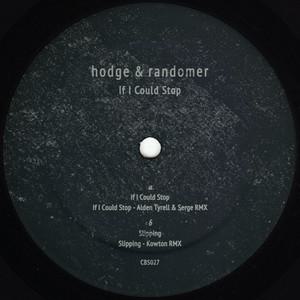 hodge & randomer
If I Could Stop
a
If I Could Stop
If I Could Stop - Alden Tyrell & Serge RMX
b
Slipping
Slipping - Kowton RMX
CBS027